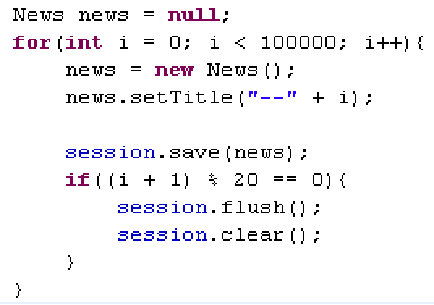 News news = null;
for(int i = 0; i < 100000; i++){
    news = new News();
    news.setTitle("--" + i);

    session.save(news);
    if((i + 1) % 20 == 0){
        session.flush();
        session.clear();
    }
}